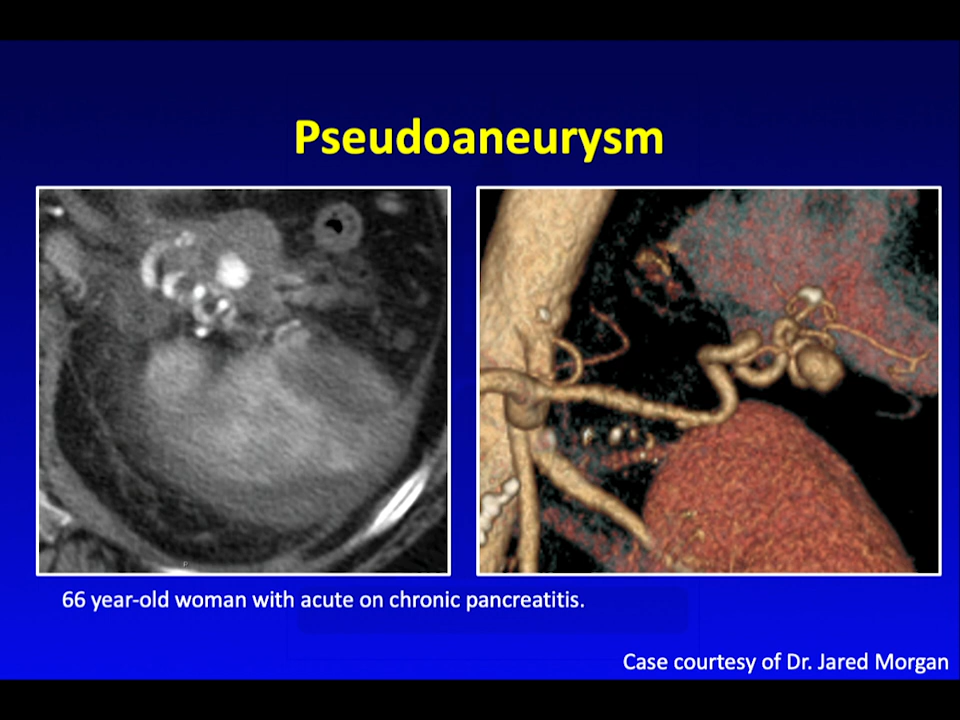 Pseudoaneurysm
66 year-old woman with acute on chronic pancreatitis.
Case courtesy of Dr. Jared Morgan